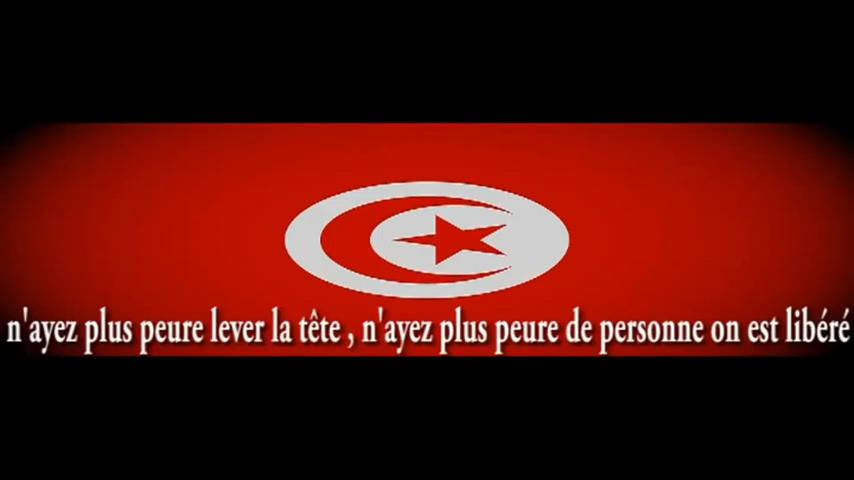 n'ayez plus peure lever la tête , n'ayez plus peure de personne on est libéré